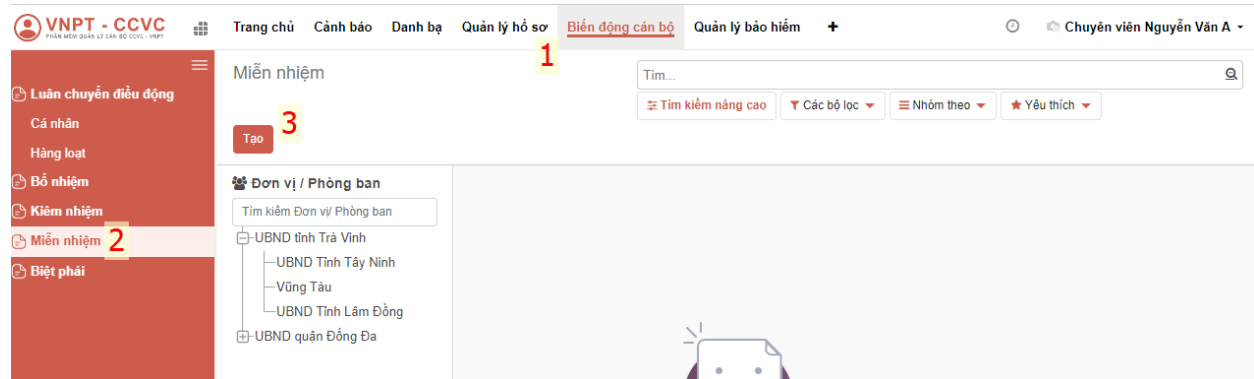 VNPT - CCVC
PHẦN MỀM QUẢN LÝ CÁN BỘ CCVC - VNPT
Trang chủ Cảnh báo Danh bạ Quản lý hồ sơ Biến động cán bộ Quản lý bảo hiểm +
Chuyên viên Nguyễn Văn A
1
Luân chuyển điều động
Cá nhân
Hàng loạt
Bổ nhiệm
Kiêm nhiệm
Miễn nhiệm 2
Biệt phái
Miễn nhiệm
Tìm...
Tìm kiếm nâng cao Các bộ lọc Nhóm theo Yêu thích
Tạo 3
Đơn vị / Phòng ban
Tìm kiếm Đơn vị/ Phòng ban
UBND tỉnh Trà Vinh
UBND Tỉnh Tây Ninh
Vũng Tàu
UBND Tỉnh Lâm Đồng
UBND quận Đống Đa